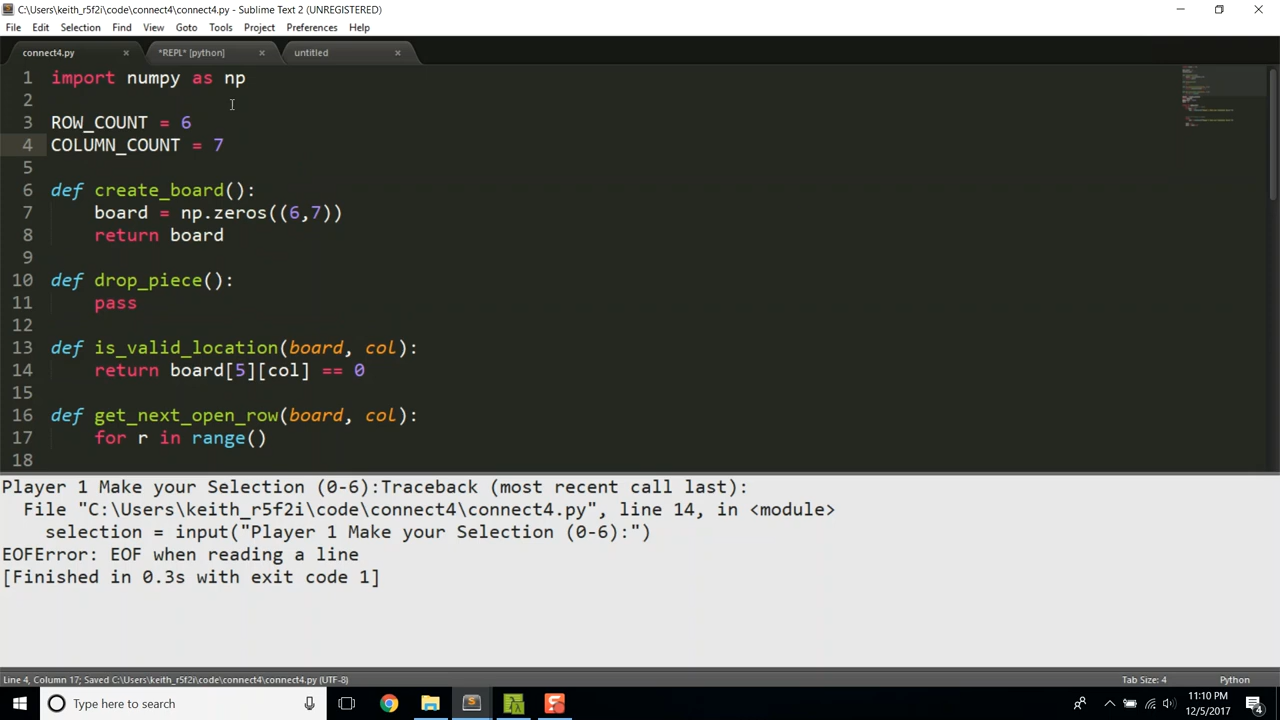 C:\Users\keith_r5f2i\code\connect4\connect4.py - Sublime Text 2 (UNREGISTERED)
File Edit Selection Find View Goto Tools Project Preferences Help
connect4.py × *REPL* [python] × untitled ×
1 import numpy as np
2
3 ROW_COUNT = 6
4 COLUMN_COUNT = 7
5
6 def create_board():
7 board = np.zeros((6,7))
8 return board
9
10 def drop_piece():
11 pass
12
13 def is_valid_location(board, col):
14 return board[5][col] == 0
15
16 def get_next_open_row(board, col):
17 for r in range()
18
Player 1 Make your Selection (0-6):Traceback (most recent call last):
File "C:\Users\keith_r5f2i\code\connect4\connect4.py", line 14, in <module>
selection = input("Player 1 Make your Selection (0-6):")
EOFError: EOF when reading a line
[Finished in 0.3s with exit code 1]
Line 4, Column 17; Saved C:\Users\keith_r5f2i\code\connect4\connect4.py (UTF-8) Tab Size: 4 Python
Type here to search
11:10 PM
12/5/2017
4